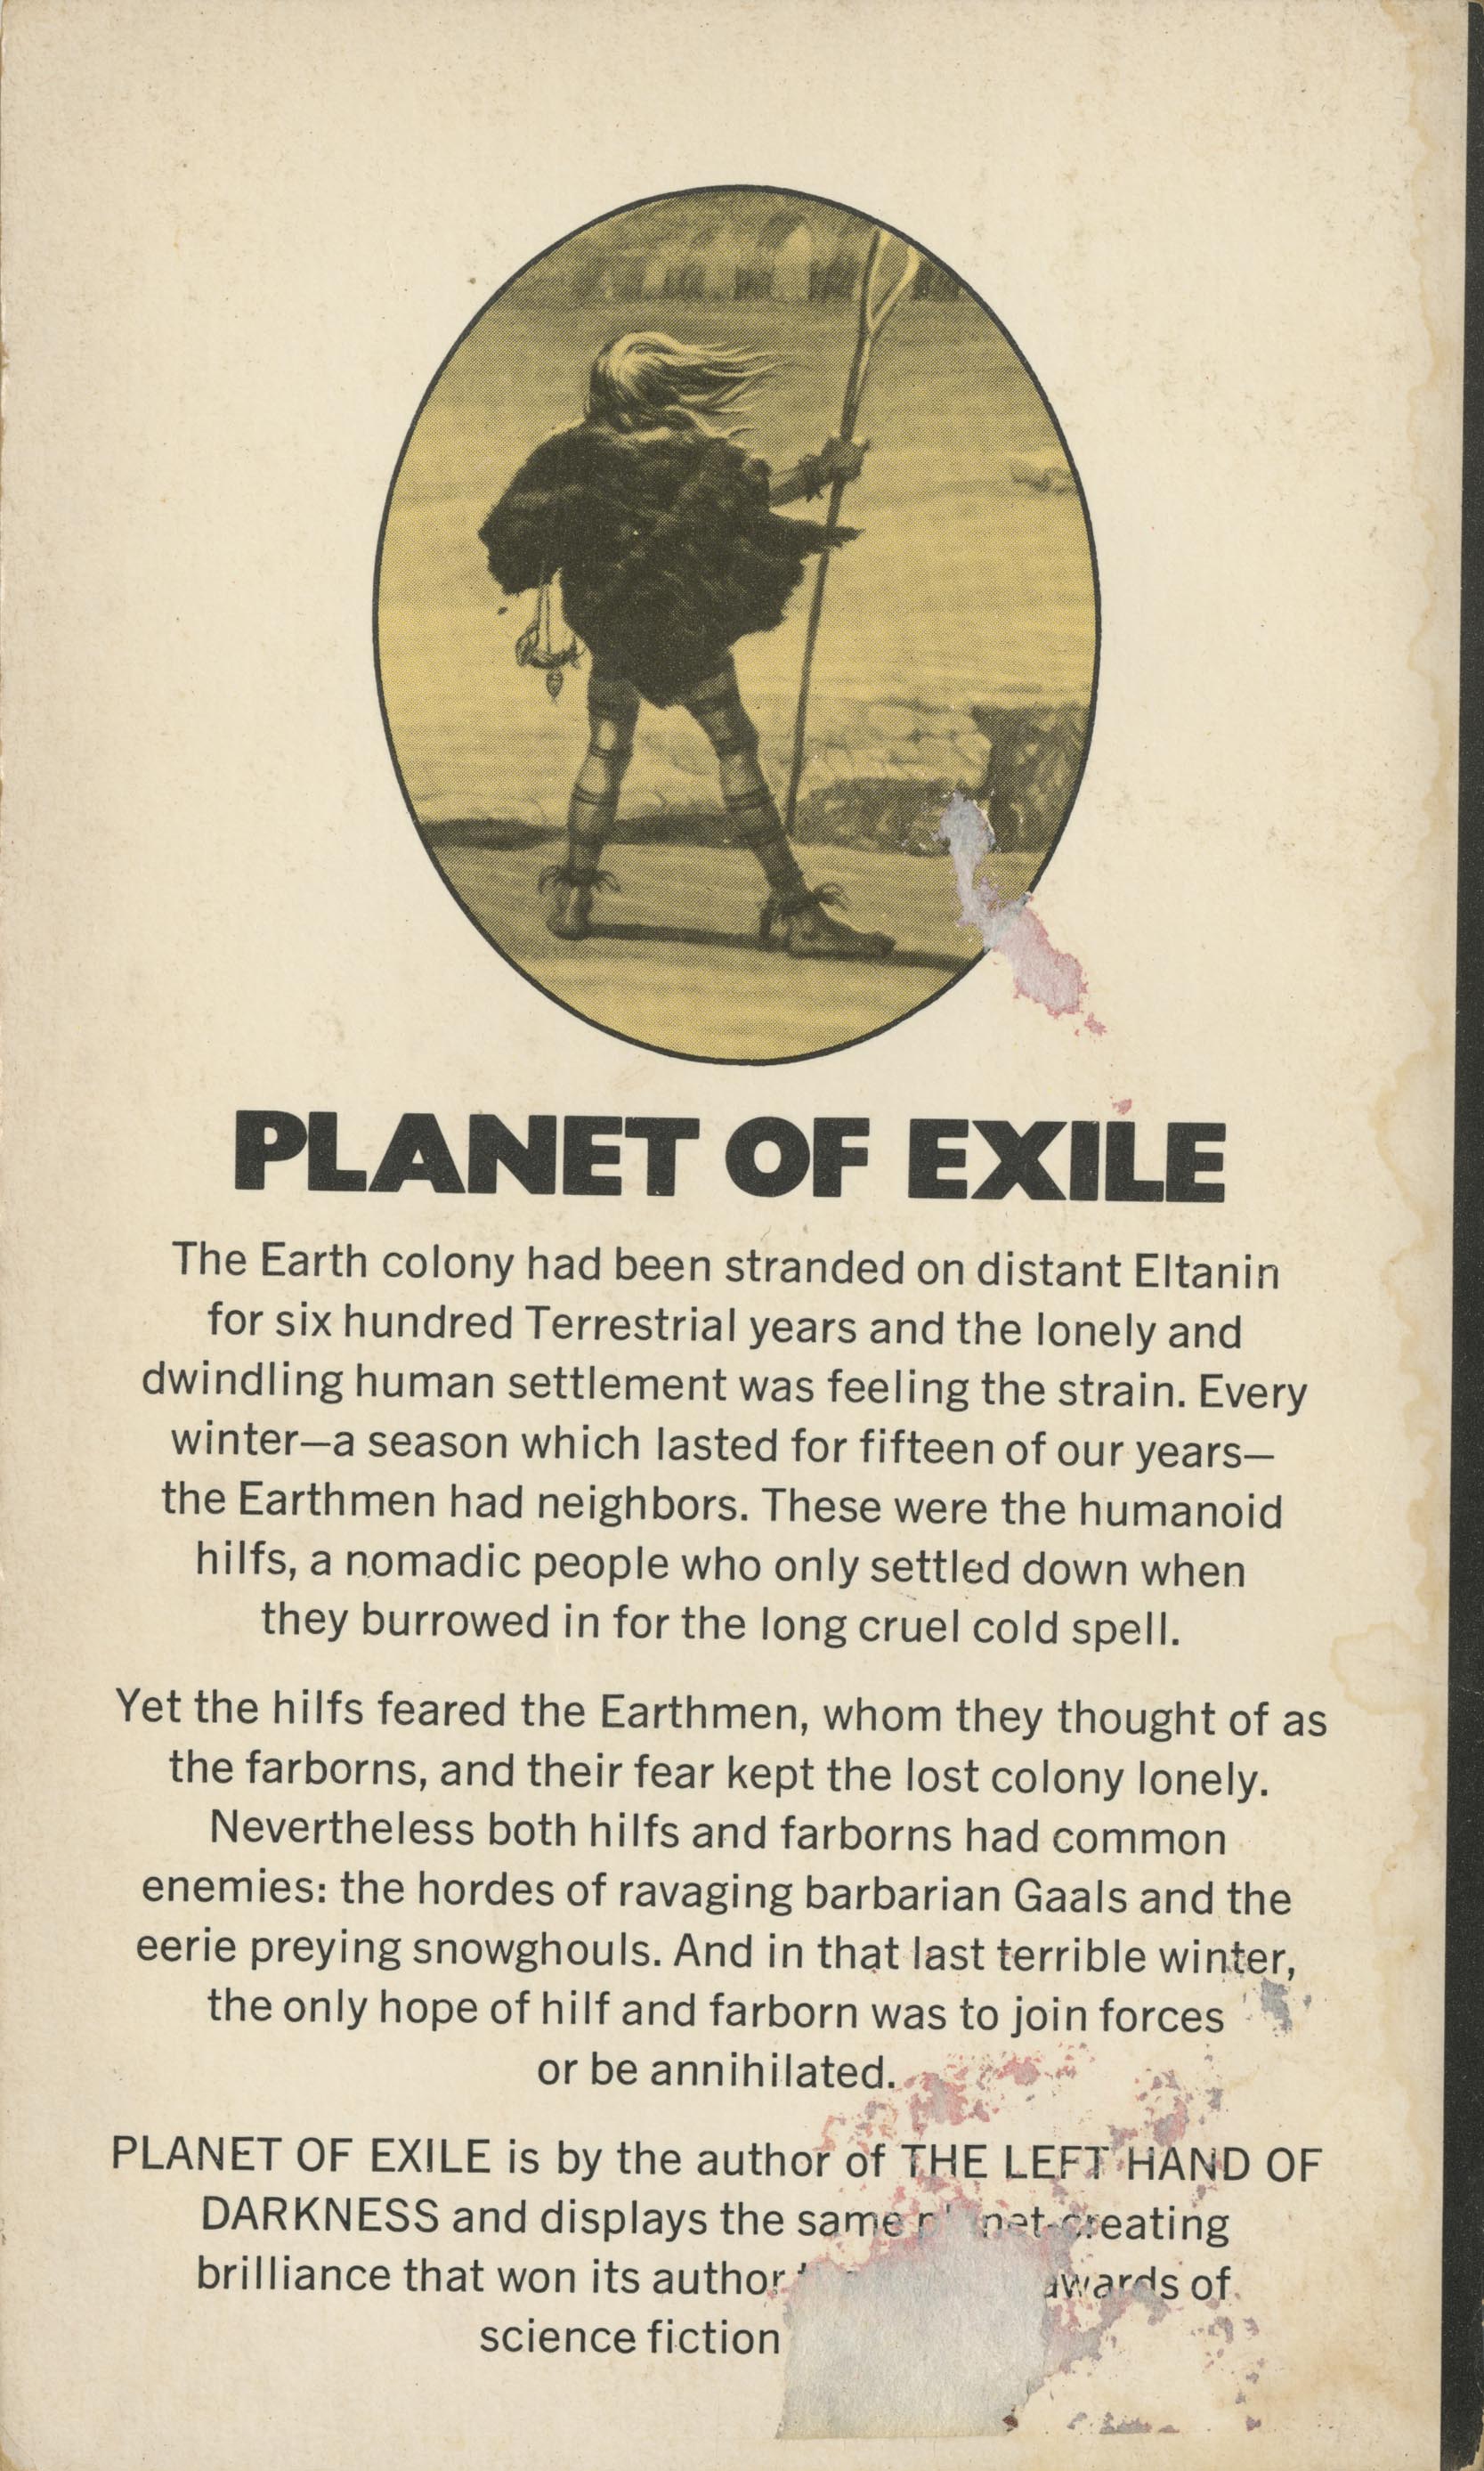 PLANET OF EXILE
The Earth colony had been stranded on distant Eltanin
for six hundred Terrestrial years and the lonely and
dwindling human settlement was feeling the strain. Every
winter—a season which lasted for fifteen of our years—
the Earthmen had neighbors. These were the humanoid
hilfs, a nomadic people who only settled down when
they burrowed in for the long cruel cold spell.
Yet the hilfs feared the Earthmen, whom they thought of as
the farborns, and their fear kept the lost colony lonely.
Nevertheless both hilfs and farborns had common
enemies: the hordes of ravaging barbarian Gaals and the
eerie preying snowghouls. And in that last terrible winter,
the only hope of hilf and farborn was to join forces
or be annihilated.
PLANET OF EXILE is by the author of THE LEFT HAND OF
DARKNESS and displays the same creating
brilliance that won its author awards of
science fiction